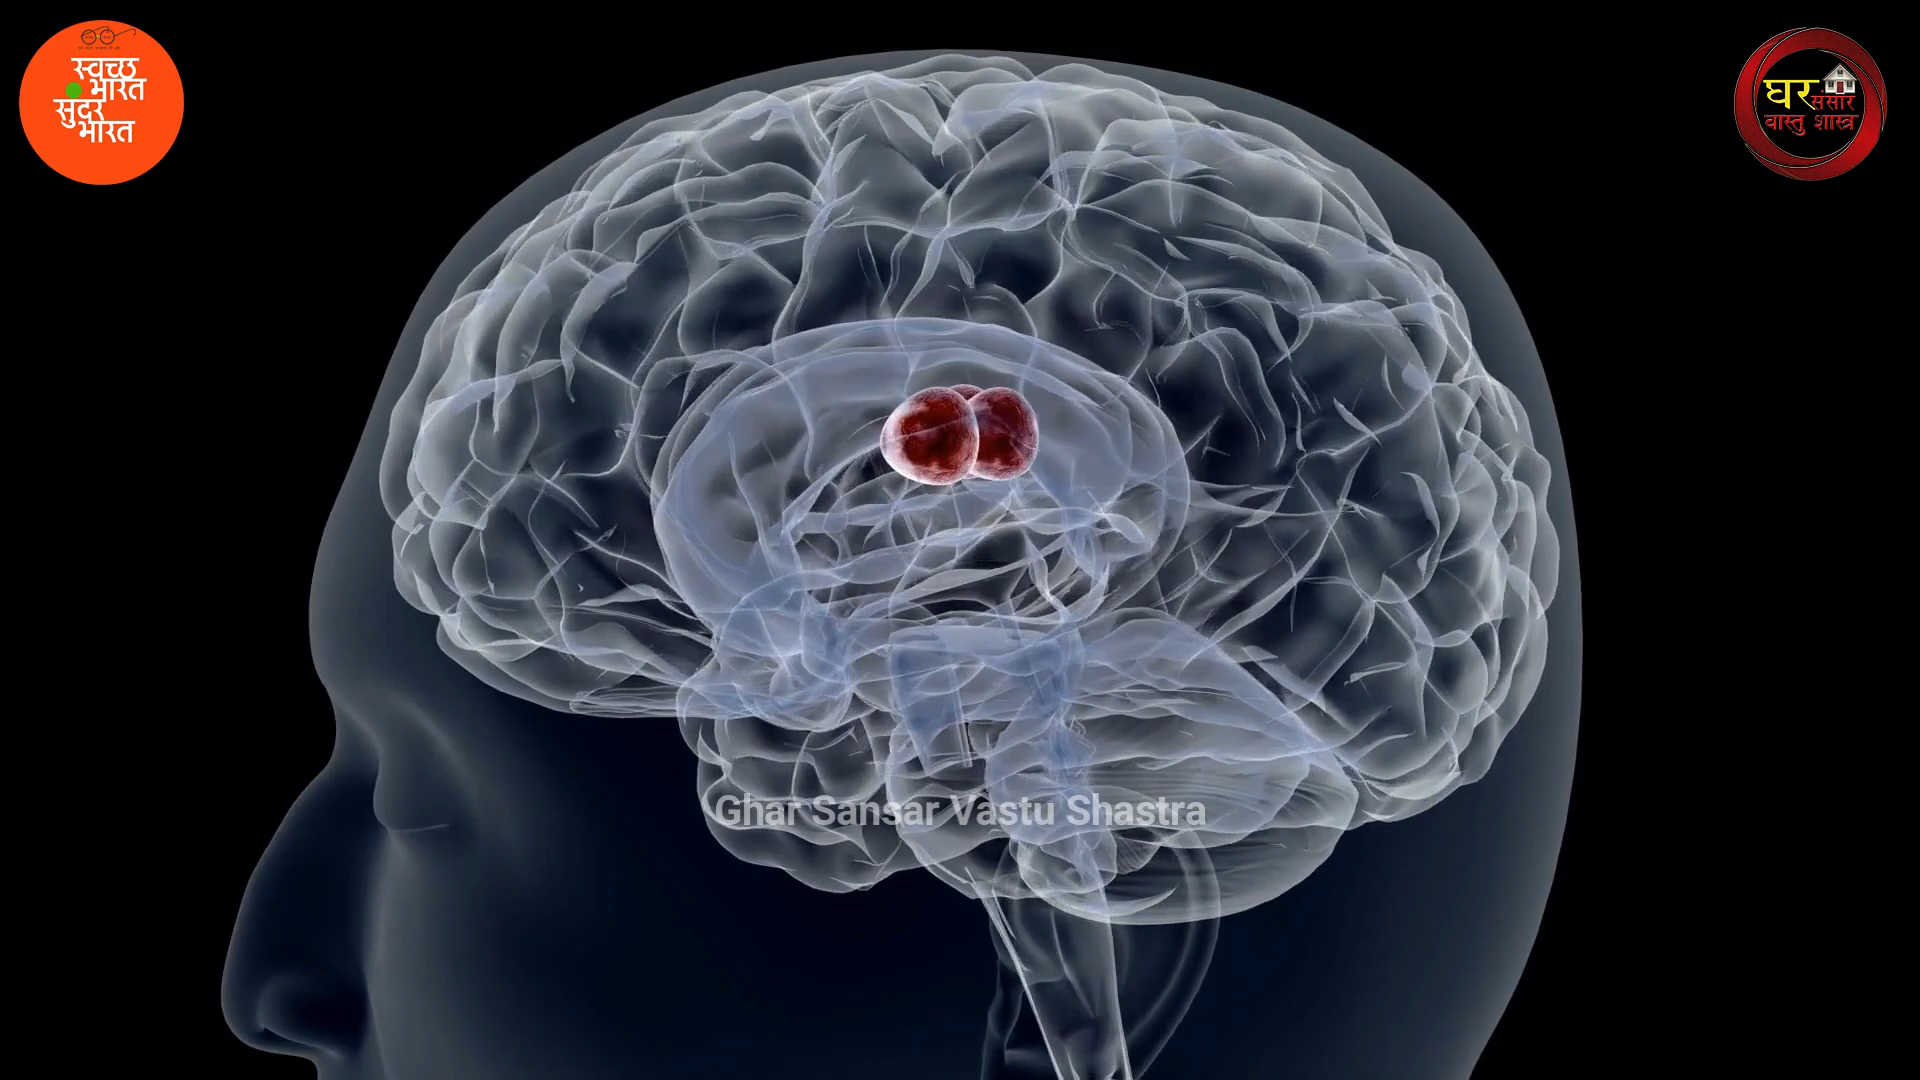 स्वच्छ
भारत
सुंदर
भारत
घर
संसार
वास्तु शास्त्र
Ghar Sansar Vastu Shastra